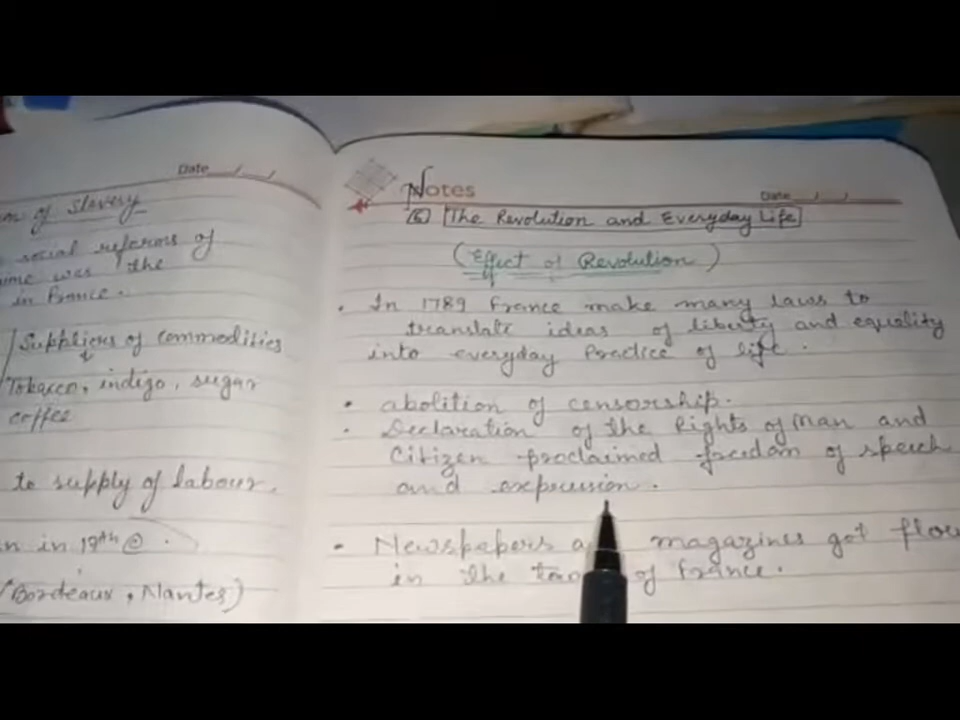 Date / /
of slavery
social reforms of
was the
in France.
Suppliers of commodities
Tobacco, indigo, sugar
coffee
to supply of labour.
in
(Bordeaux, Nantes)
Notes
Date / /
The Revolution and Everyday Life
(Effect of Revolution)
• In 1789 France make many laws to
translate ideas of liberty and equality
into everyday Practice of life.
• abolition of censorship.
• Declaration of the Rights of Man and
Citizen proclaimed freedom of speech
and expression.
• Newspapers magazines got
in the of France.